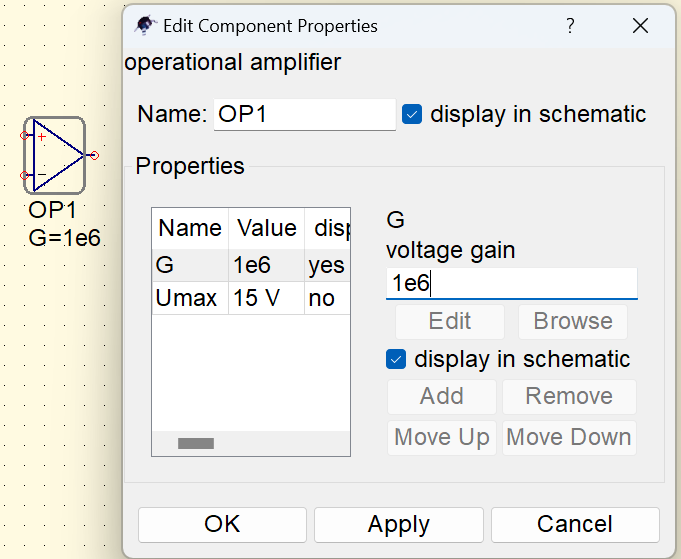 Edit Component Properties
?
operational amplifier
Name: OP1 display in schematic
Properties
Name Value disp
G 1e6 yes
Umax 15 V no
G
voltage gain
1e6
Edit Browse
display in schematic
Add Remove
Move Up Move Down
OK Apply Cancel
+
−
OP1
G=1e6